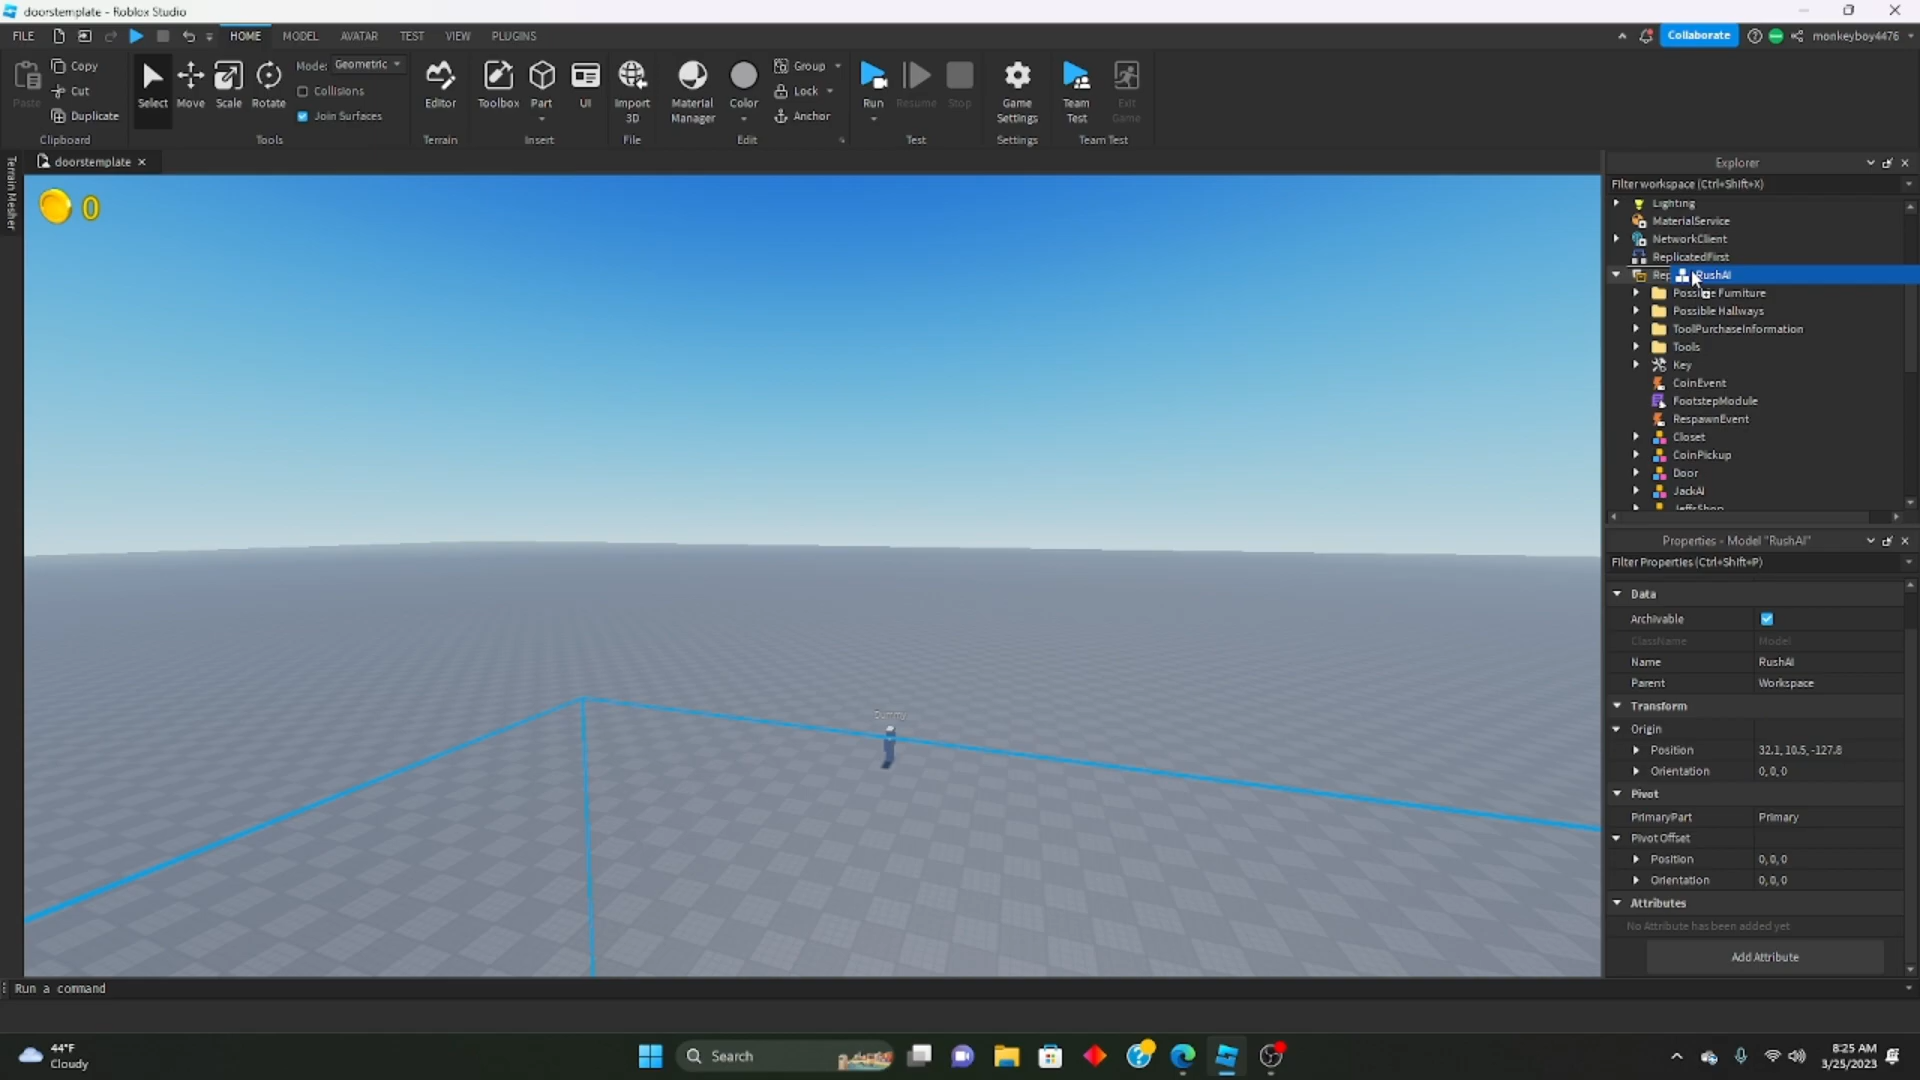 doorstemplate - Roblox Studio
FILE HOME MODEL AVATAR TEST VIEW PLUGINS Collaborate monkeyboy4476
Paste Copy Cut Duplicate
Clipboard
Select Move Scale Rotate
Mode: Geometric
Collisions
Join Surfaces
Tools
Editor
Terrain
Toolbox Part UI
Insert
Import 3D
File
Material Manager Color
Group
Lock
Anchor
Edit
Run Resume Stop
Test
Game Settings
Settings
Team Test Exit Game
Team Test
doorstemplate
Terrain Mesher
0
Dummy
Explorer
Filter workspace (Ctrl+Shift+X)
Lighting
MaterialService
NetworkClient
ReplicatedFirst
Rep RushAI
Possible Furniture
Possible Hallways
ToolPurchaseInformation
Tools
Key
CoinEvent
FootstepModule
RespawnEvent
Closet
CoinPickup
Door
JackAI
JeffsShop
Properties - Model "RushAI"
Filter Properties (Ctrl+Shift+P)
Data
Archivable
ClassName Model
Name RushAI
Parent Workspace
Transform
Origin
Position 32.1, 10.5, -127.8
Orientation 0, 0, 0
Pivot
PrimaryPart Primary
Pivot Offset
Position 0, 0, 0
Orientation 0, 0, 0
Attributes
No Attribute has been added yet
Add Attribute
Run a command
44°F
Cloudy
Search
8:25 AM
3/25/2023